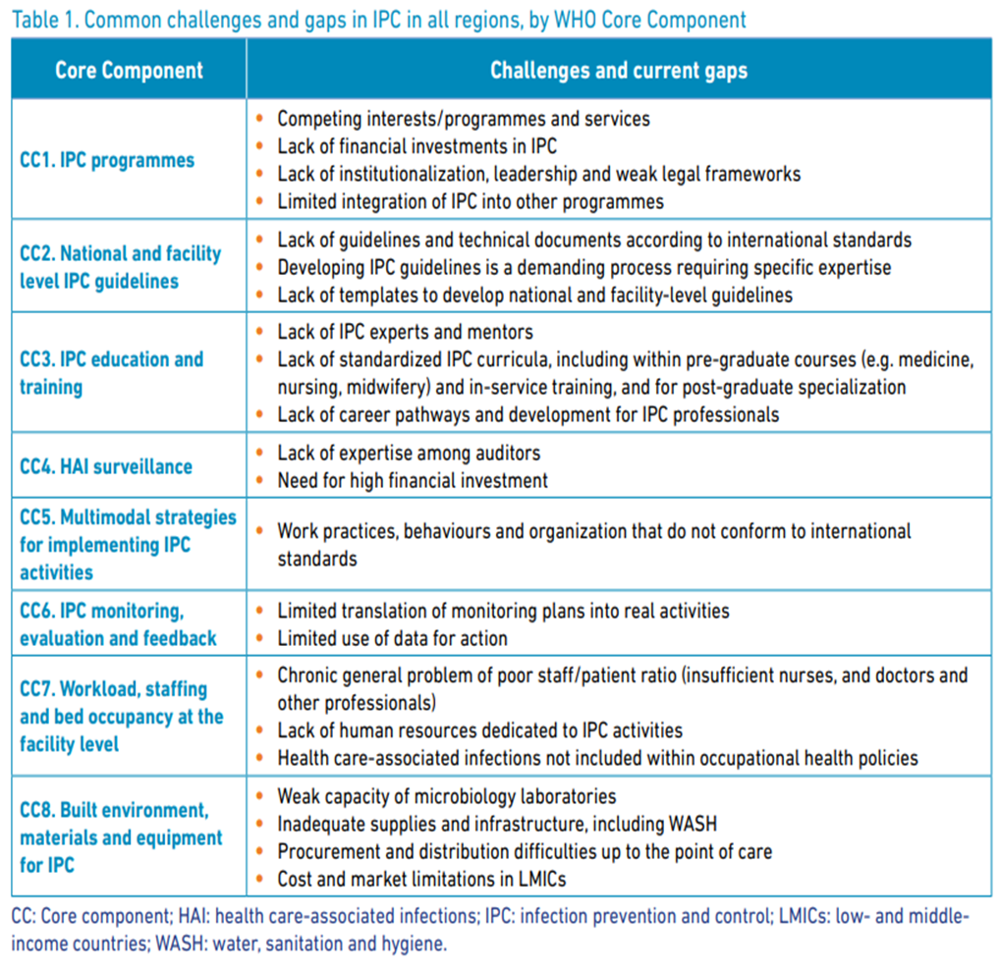 Table 1. Common challenges and gaps in IPC in all regions, by WHO Core Component
Core Component
Challenges and current gaps
CC1. IPC programmes
• Competing interests/programmes and services
• Lack of financial investments in IPC
• Lack of institutionalization, leadership and weak legal frameworks
• Limited integration of IPC into other programmes
CC2. National and facility
level IPC guidelines
• Lack of guidelines and technical documents according to international standards
• Developing IPC guidelines is a demanding process requiring specific expertise
• Lack of templates to develop national and facility-level guidelines
CC3. IPC education and
training
• Lack of IPC experts and mentors
• Lack of standardized IPC curricula, including within pre-graduate courses (e.g. medicine,
nursing, midwifery) and in-service training, and for post-graduate specialization
• Lack of career pathways and development for IPC professionals
CC4. HAI surveillance
• Lack of expertise among auditors
• Need for high financial investment
CC5. Multimodal strategies
for implementing IPC
activities
• Work practices, behaviours and organization that do not conform to international
standards
CC6. IPC monitoring,
evaluation and feedback
• Limited translation of monitoring plans into real activities
• Limited use of data for action
CC7. Workload, staffing
and bed occupancy at the
facility level
• Chronic general problem of poor staff/patient ratio (insufficient nurses, and doctors and
other professionals)
• Lack of human resources dedicated to IPC activities
• Health care-associated infections not included within occupational health policies
CC8. Built environment,
materials and equipment
for IPC
• Weak capacity of microbiology laboratories
• Inadequate supplies and infrastructure, including WASH
• Procurement and distribution difficulties up to the point of care
• Cost and market limitations in LMICs
CC: Core component; HAI: health care-associated infections; IPC: infection prevention and control; LMICs: low- and middle-
income countries; WASH: water, sanitation and hygiene.